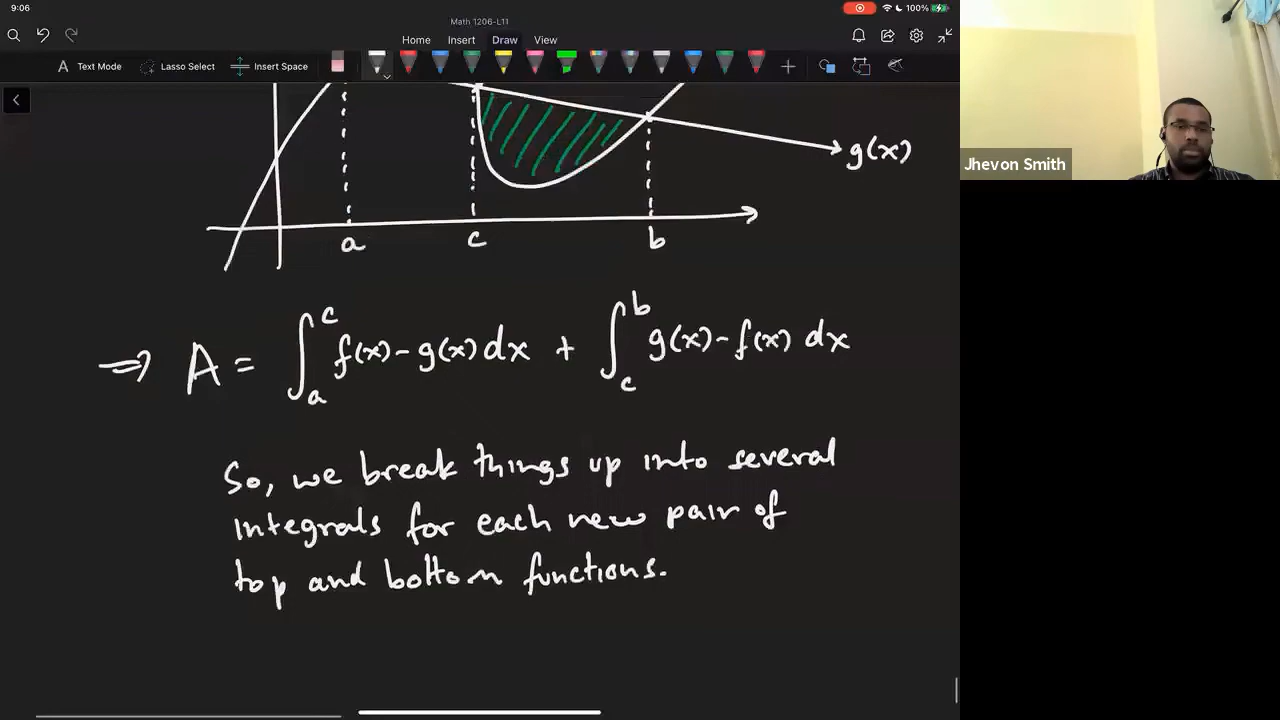 9:06
100%
Math 1206-L11
Home Insert Draw View
Text Mode Lasso Select Insert Space
g(x)
a c b
⇒ A = ∫_a^c f(x) - g(x) dx + ∫_c^b g(x) - f(x) dx
So, we break things up into several
integrals for each new pair of
top and bottom functions.
Jhevon Smith